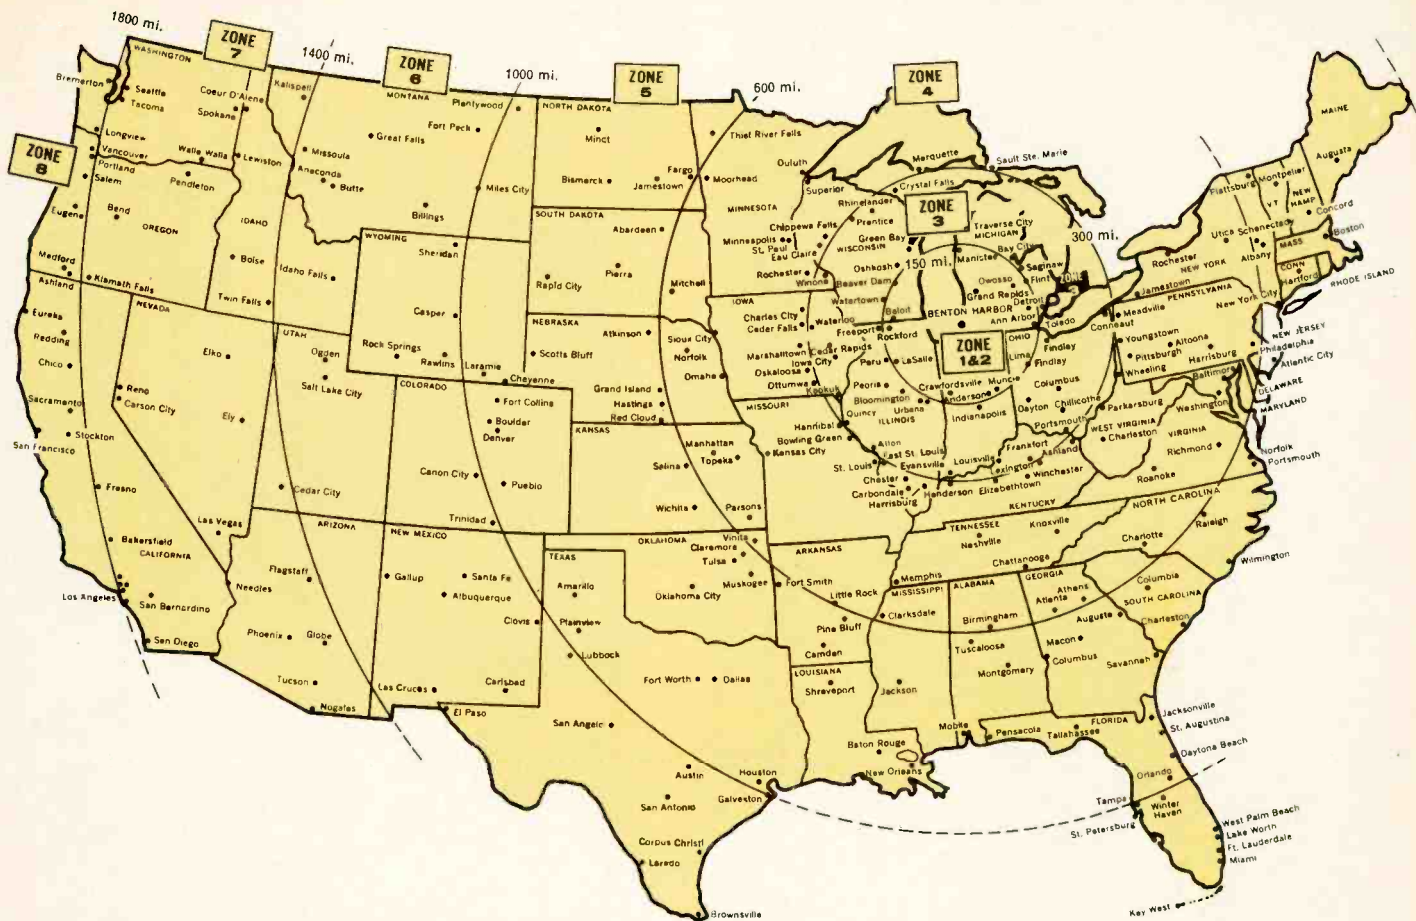 1800 mi.
ZONE
7
1400 mi.
ZONE
6
1000 mi.
ZONE
5
600 mi.
ZONE
4
ZONE
8
ZONE
3
300 mi.
150 mi.
ZONE
1&2
ZONE
3
WASHINGTON
Bremerton
Seattle
Tacoma
Coeur D'Alene
Spokane
Longview
Vancouver
Walla Walla
Lewiston
Portland
Salem
Pendleton
Eugene
Bend
OREGON
Medford
Klamath Falls
Ashland
IDAHO
Boise
Idaho Falls
Twin Falls
Kalispell
MONTANA
Plentywood
Fort Peck
Great Falls
Missoula
Anaconda
Butte
Miles City
Billings
WYOMING
Sheridan
Casper
Rock Springs
Rawlins
Laramie
Cheyenne
NORTH DAKOTA
Minct
Bismarck
Jamestown
Fargo
SOUTH DAKOTA
Aberdeen
Pierra
Rapid City
Mitchell
NEBRASKA
Atkinson
Scotts Bluff
Norfolk
Grand Island
Omaha
Hastings
Red Cloud
Eureka
Redding
Chico
Sacramento
Stockton
San Francisco
Fresno
Bakersfield
CALIFORNIA
Los Angeles
San Bernardino
San Diego
Needles
NEVADA
Elko
Reno
Carson City
Ely
Las Vegas
UTAH
Ogden
Salt Lake City
Cedar City
COLORADO
Fort Collins
Boulder
Denver
Canon City
Pueblo
Trinidad
ARIZONA
Flagstaff
Phoenix
Globe
Tucson
Nogales
NEW MEXICO
Gallup
Santa Fe
Albuquerque
Clovis
Las Cruces
Carlsbad
KANSAS
Manhattan
Topeka
Salina
Wichita
Parsons
OKLAHOMA
Vinita
Claremore
Tulsa
Muskogee
Oklahoma City
TEXAS
Amarillo
Plainview
Lubbock
Fort Worth
Dallas
El Paso
San Angelc
Austin
Houston
San Antonio
Galveston
Corpus Christi
Laredo
Brownsville
Thief River Falls
Duluth
Moorhead
MINNESOTA
Minneapolis
St. Paul
Rochester
Winona
Superior
Rhinelander
Prentice
Chippewa Falls
Eau Claire
WISCONSIN
Green Bay
Oshkosh
Beaver Dam
Watertown
Beloit
IOWA
Sioux City
Charles City
Cedar Falls
Waterloo
Marshalltown
Cedar Rapids
Iowa City
Oskaloosa
Ottumwa
Keokuk
MISSOURI
Hannibal
Bowling Green
Kansas City
St. Louis
Freeport
Rockford
Peru
LaSalle
Peoria
Bloomington
Urbana
ILLINOIS
Quincy
Alton
East St. Louis
Chester
Carbondale
Harrisburg
Marquette
Sault Ste. Marie
Crystal Falls
Traverse City
MICHIGAN
Manistee
Bay City
Saginaw
Owosso
Flint
Grand Rapids
Detroit
BENTON HARBOR
Ann Arbor
Crawfordsville
Muncie
Anderson
Indianapolis
Evansville
Toledo
OHIO
Findlay
Lima
Findley
Columbus
Dayton
Chillicothe
Portsmouth
Conneaut
Louisville
Frankfort
Ashland
Lexington
Winchester
Henderson
Elizabethtown
KENTUCKY
TENNESSEE
Nashville
Knoxville
Chattanooga
Memphis
ARKANSAS
Fort Smith
Little Rock
Pine Bluff
Camden
LOUISIANA
Shreveport
Baton Rouge
New Orleans
MISSISSIPPI
Clarksdale
Jackson
ALABAMA
Birmingham
Tuscaloosa
Montgomery
Mobile
GEORGIA
Athens
Atlanta
Augusta
Macon
Columbus
Savannah
FLORIDA
Pensacola
Tallahassee
Jacksonville
St. Augustina
Daytona Beach
Orlando
Tampa
Winter
Haven
St. Petersburg
West Palm Beach
Lake Worth
Ft. Lauderdale
Miami
Key West
SOUTH CAROLINA
Columbia
Charleston
NORTH CAROLINA
Raleigh
Charlotte
Wilmington
WEST VIRGINIA
Parkersburg
Charleston
Wheeling
VIRGINIA
Richmond
Roanoke
Norfolk
Portsmouth
Washington
Baltimore
MARYLAND
DELAWARE
Atlantic City
Philadelphia
NEW JERSEY
PENNSYLVANIA
Meadville
Youngstown
Pittsburgh
Altoona
Harrisburg
NEW YORK
Jamestown
Rochester
Utica
Schenectady
Albany
Plattsburg
New York City
CONN
Hartford
RHODE ISLAND
MASS
Boston
VT
Montpelier
NEW
HAMP
Concord
MAINE
Augusta